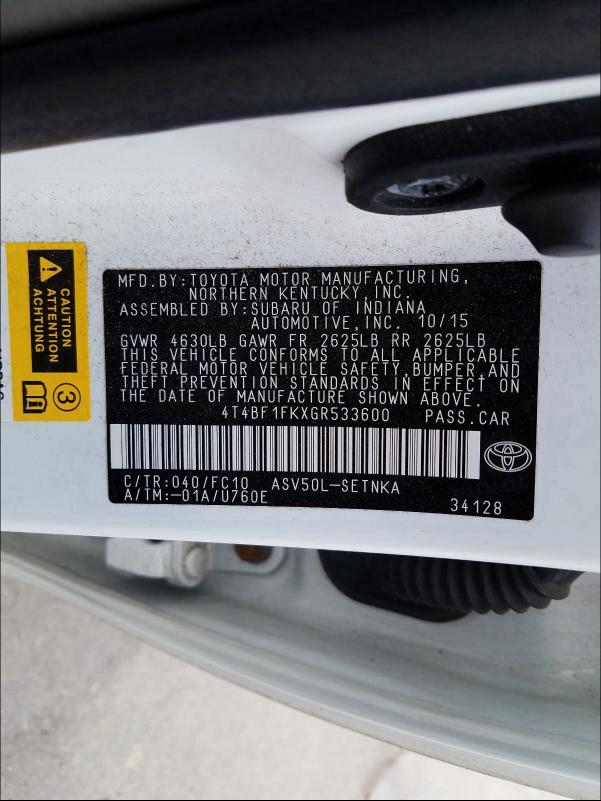 MFD.BY:TOYOTA MOTOR MANUFACTURING,
NORTHERN KENTUCKY,INC.
ASSEMBLED BY:SUBARU OF INDIANA
AUTOMOTIVE,INC. 10/15
GVWR 4630LB GAWR FR 2625LB RR 2625LB
THIS VEHICLE CONFORMS TO ALL APPLICABLE
FEDERAL MOTOR VEHICLE SAFETY,BUMPER,AND
THEFT PREVENTION STANDARDS IN EFFECT ON
THE DATE OF MANUFACTURE SHOWN ABOVE.
4T4BF1FKXGR533600 PASS.CAR
C/TR:040/FC10 ASV50L-SETNKA
A/TM:-01A/U760E
34128
CAUTION
ATTENTION
ACHTUNG
3